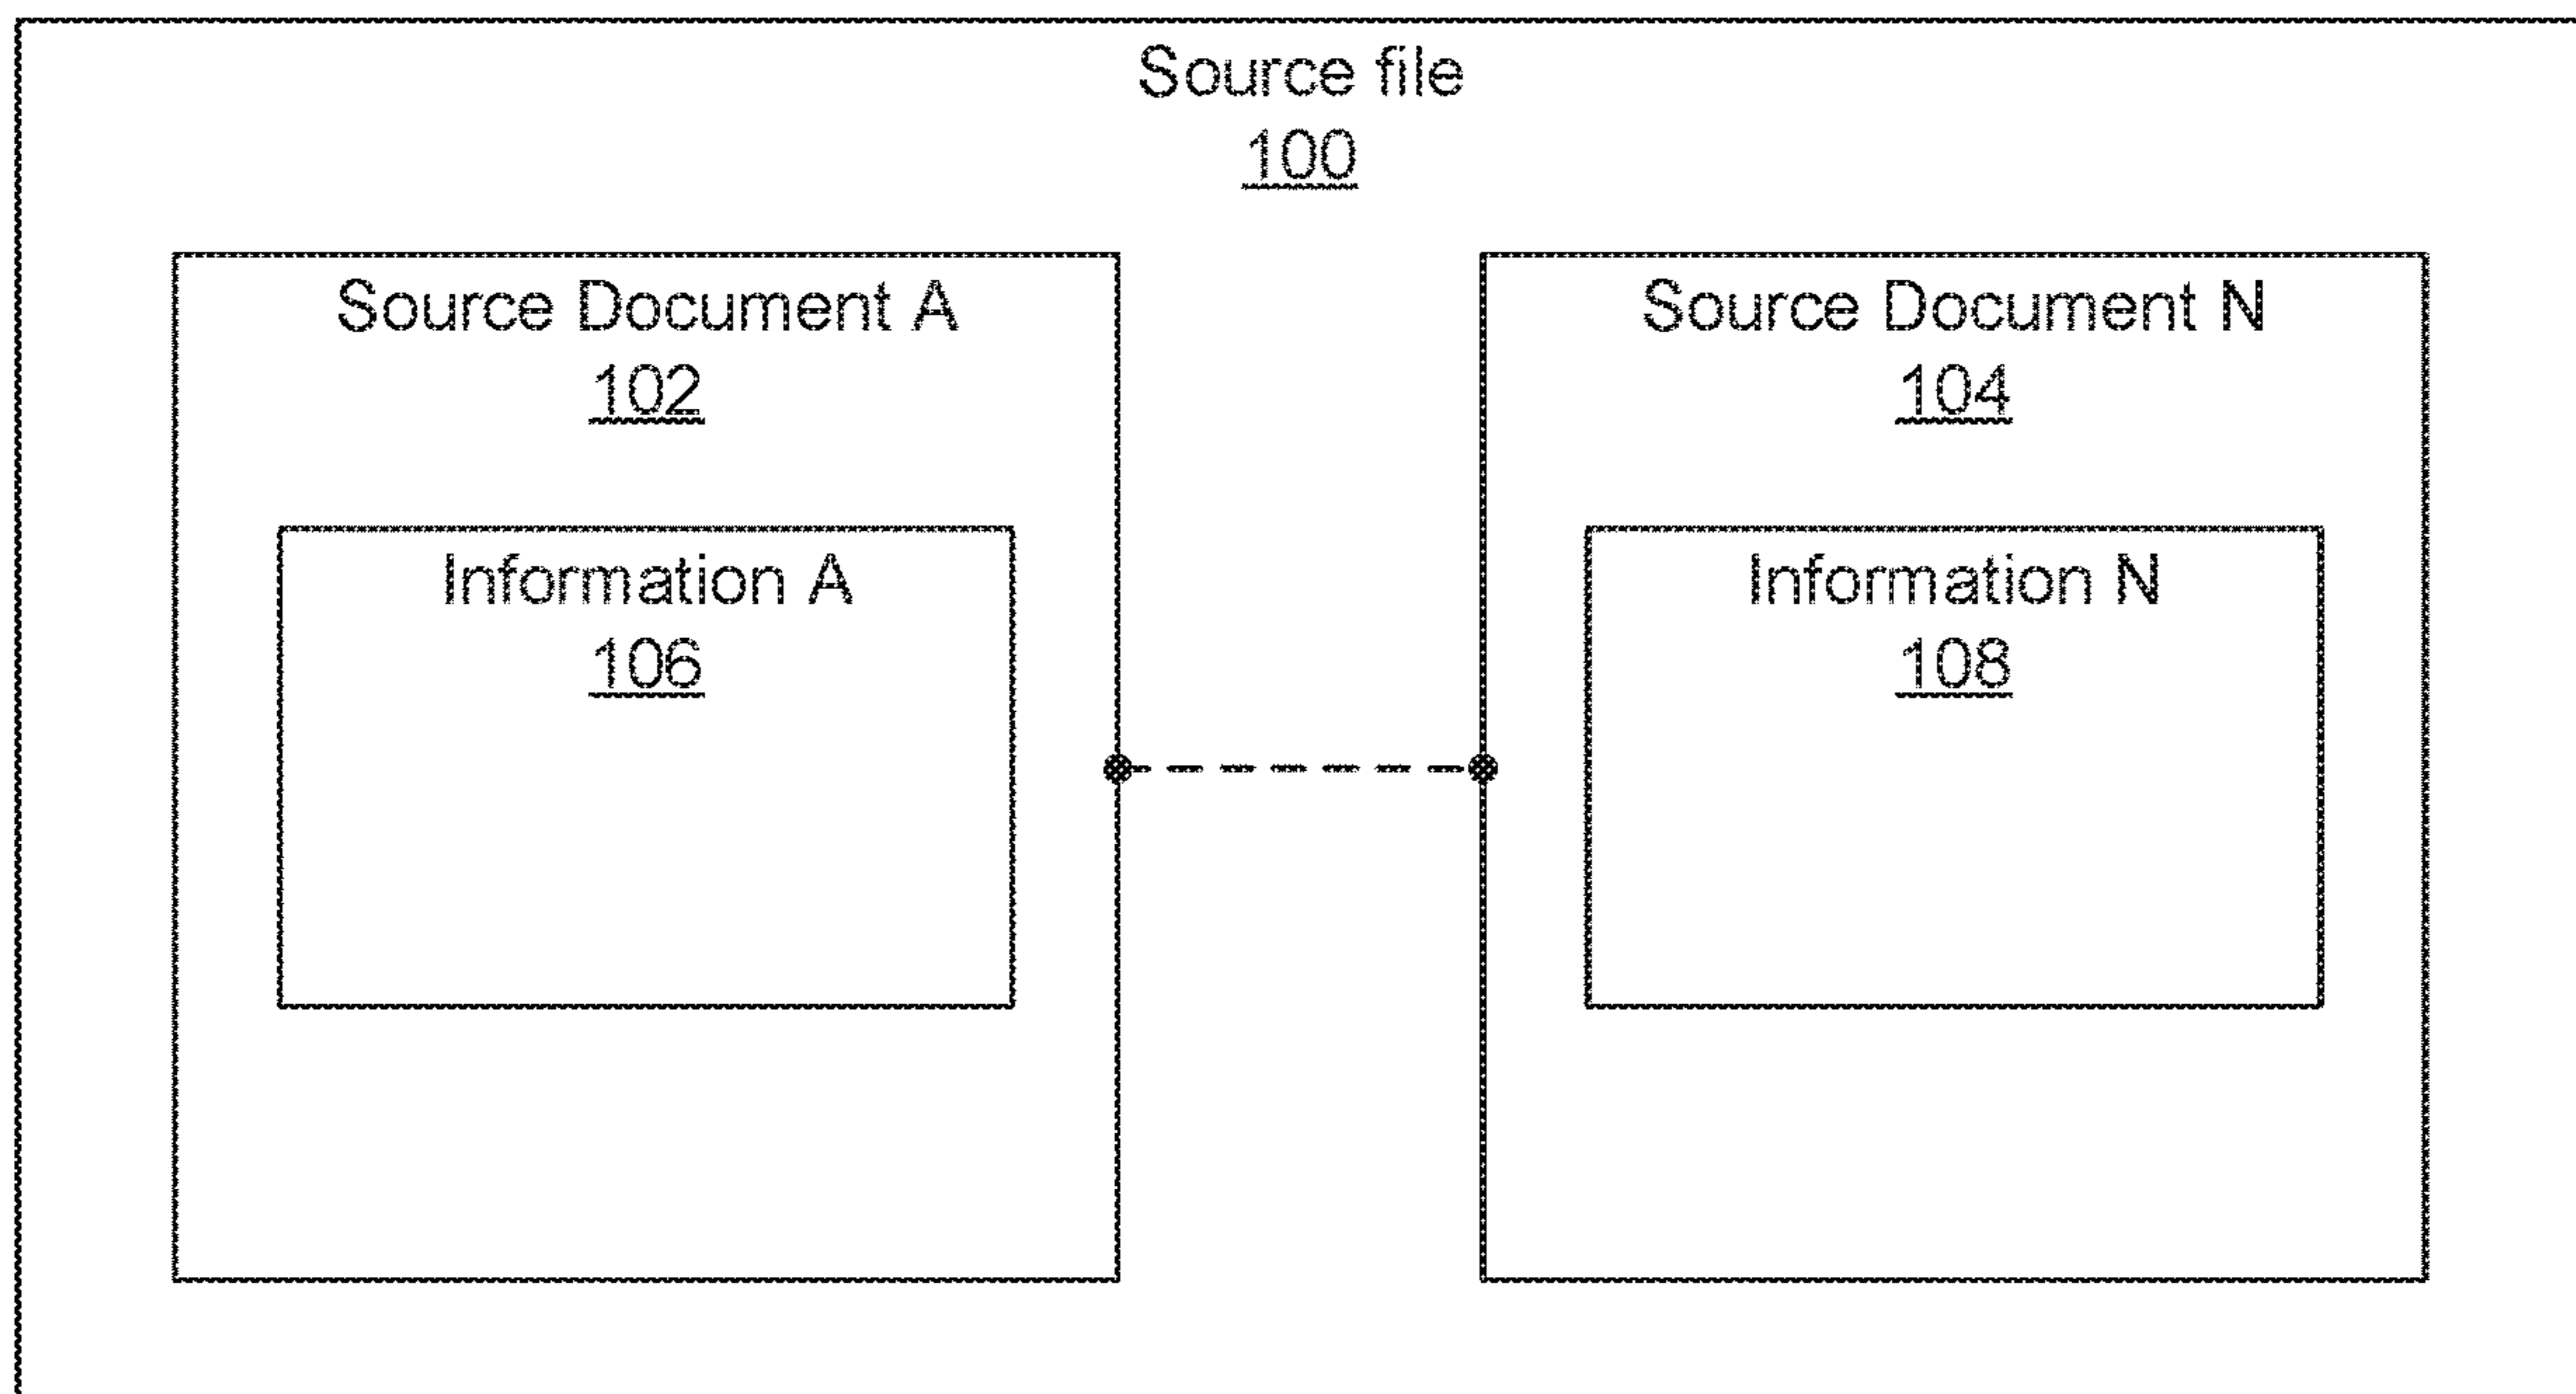 Source file
100
Source Document A
102
Information A
106
Source Document N
104
Information N
108